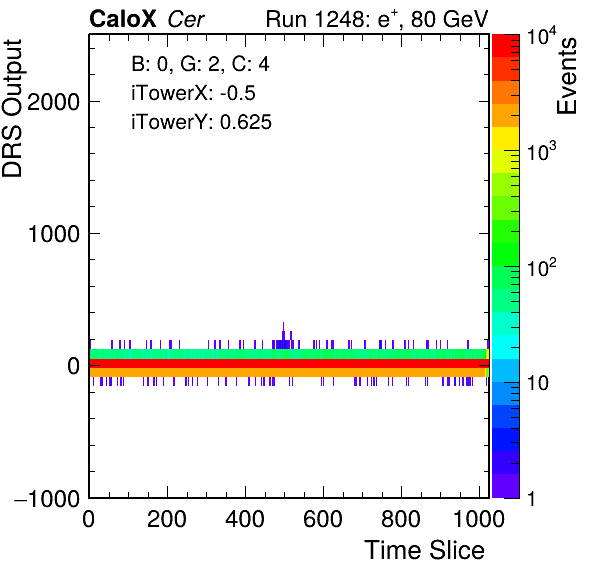 CaloX Cer Run 1248: e+, 80 GeV
B: 0, G: 2, C: 4
iTowerX: -0.5
iTowerY: 0.625
DRS Output
2000
1000
0
−1000
0 200 400 600 800 1000
Time Slice
Events
10^4
10^3
10^2
10
1